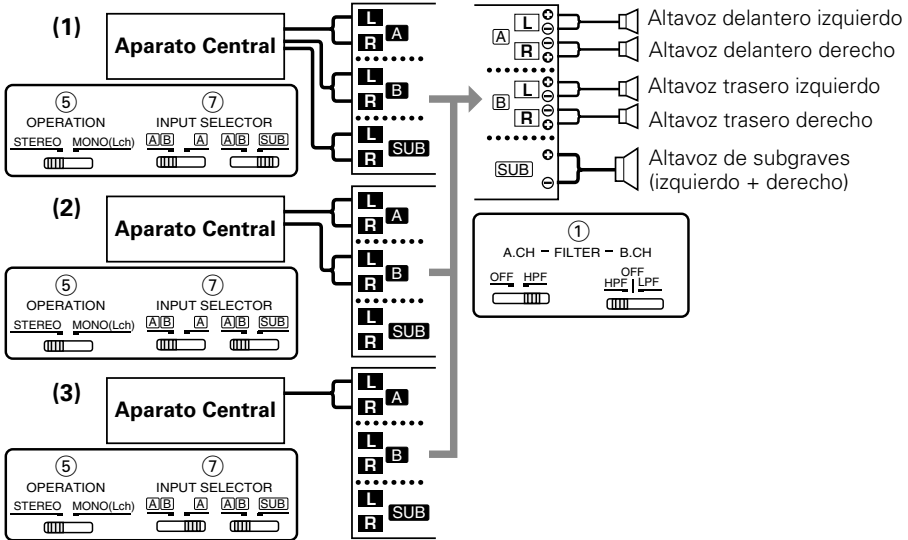 (1)
Aparato Central
⑤ ⑦
OPERATION INPUT SELECTOR
STEREO MONO(Lch) A B A A B SUB
L
R A
L
R B
L
R SUB
(2)
Aparato Central
⑤ ⑦
OPERATION INPUT SELECTOR
STEREO MONO(Lch) A B A A B SUB
L
R A
L
R B
L
R SUB
(3)
Aparato Central
⑤ ⑦
OPERATION INPUT SELECTOR
STEREO MONO(Lch) A B A A B SUB
L
R A
L
R B
L
R SUB
A L ⊕ ⊖ Altavoz delantero izquierdo
R ⊖ ⊕ Altavoz delantero derecho
B L ⊕ ⊖ Altavoz trasero izquierdo
R ⊖ ⊕ Altavoz trasero derecho
SUB ⊕ ⊖ Altavoz de subgraves
(izquierdo + derecho)
①
A.CH – FILTER – B.CH
OFF HPF HPF OFF LPF